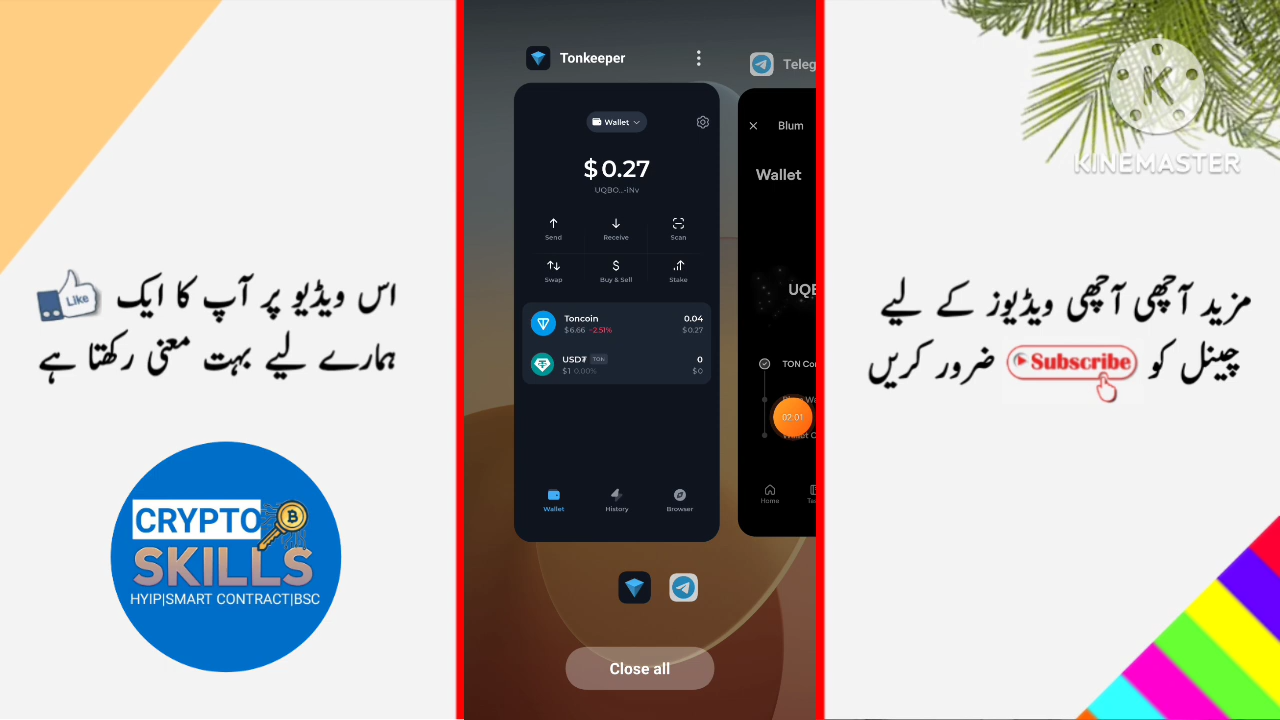 اس ویڈیو پر آپ کا ایک Like
ہمارے لیے بہت معنی رکھتا ہے
CRYPTO
SKILLS
HYIP|SMART CONTRACT|BSC
Tonkeeper
Wallet
$0.27
UQBO...-iNv
Send
Receive
Scan
Swap
Buy & Sell
Stake
Toncoin
0.04
$6.66 −2.51%
$0.27
USD₮ TON
0
$1 0.00%
$0
Wallet
History
Browser
Teleg
Blum
Wallet
UQB
TON Co
02:01
Home
Close all
K
KINEMASTER
مزید آچھی آچھی ویڈیوز کے لیے
چینل کو Subscribe ضرور کریں